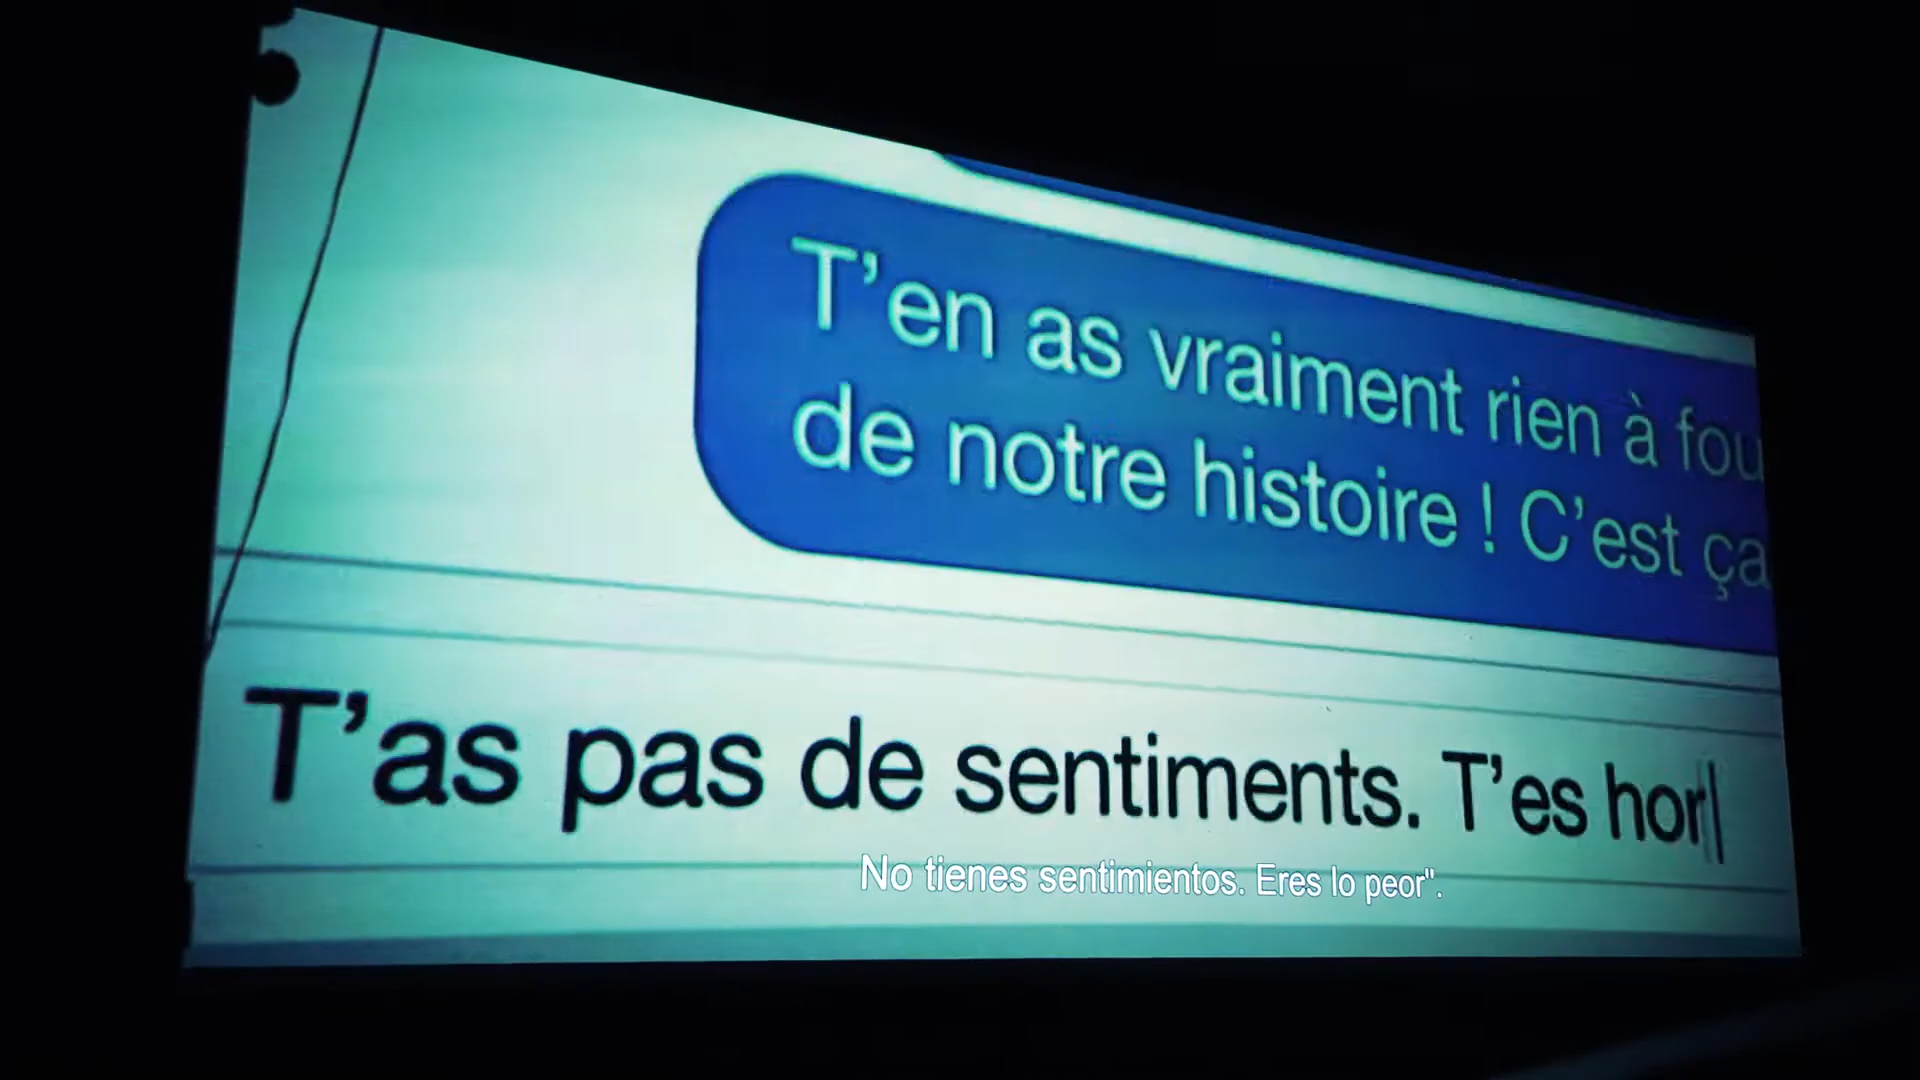 T'en as vraiment rien à fou
de notre histoire ! C'est ça
T'as pas de sentiments. T'es hor
No tienes sentimientos. Eres lo peor".